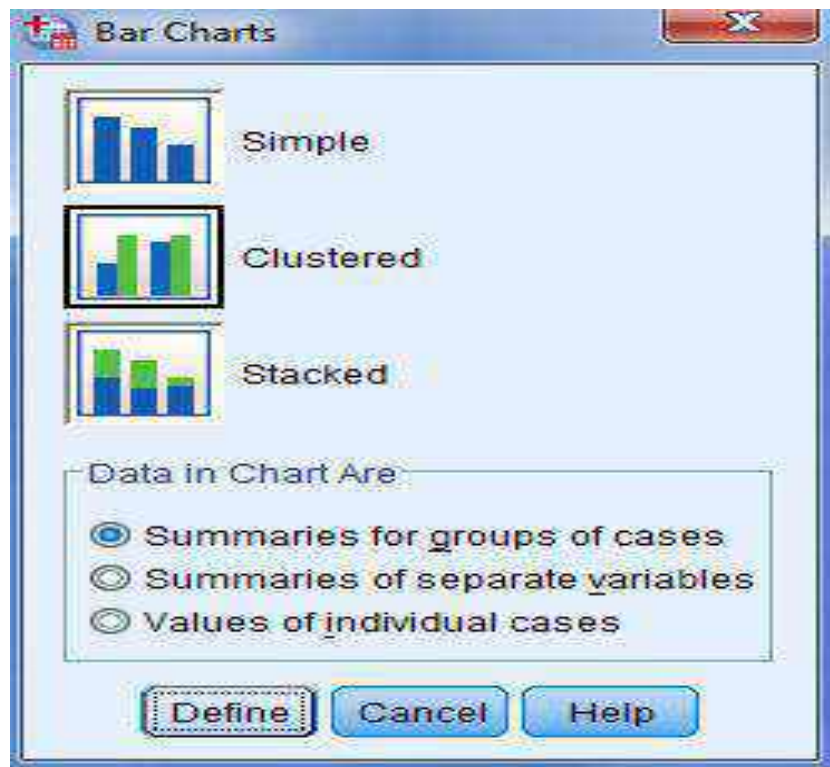 Bar Charts
Simple
Clustered
Stacked
Data in Chart Are
Summaries for groups of cases
Summaries of separate variables
Values of individual cases
Define Cancel Help